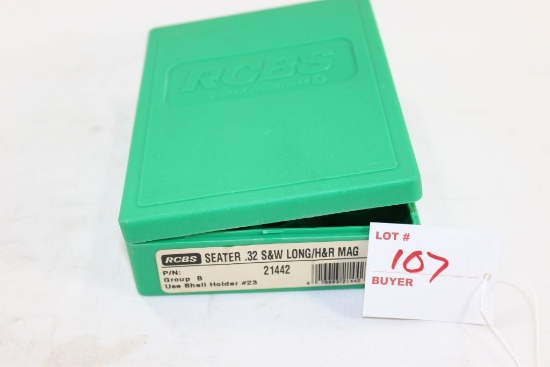 RCBS
RCBS SEATER .32 S&W LONG/H&R MAG
P/N: 21442
Group B
Use Shell Holder #23
LOT #
107
BUYER